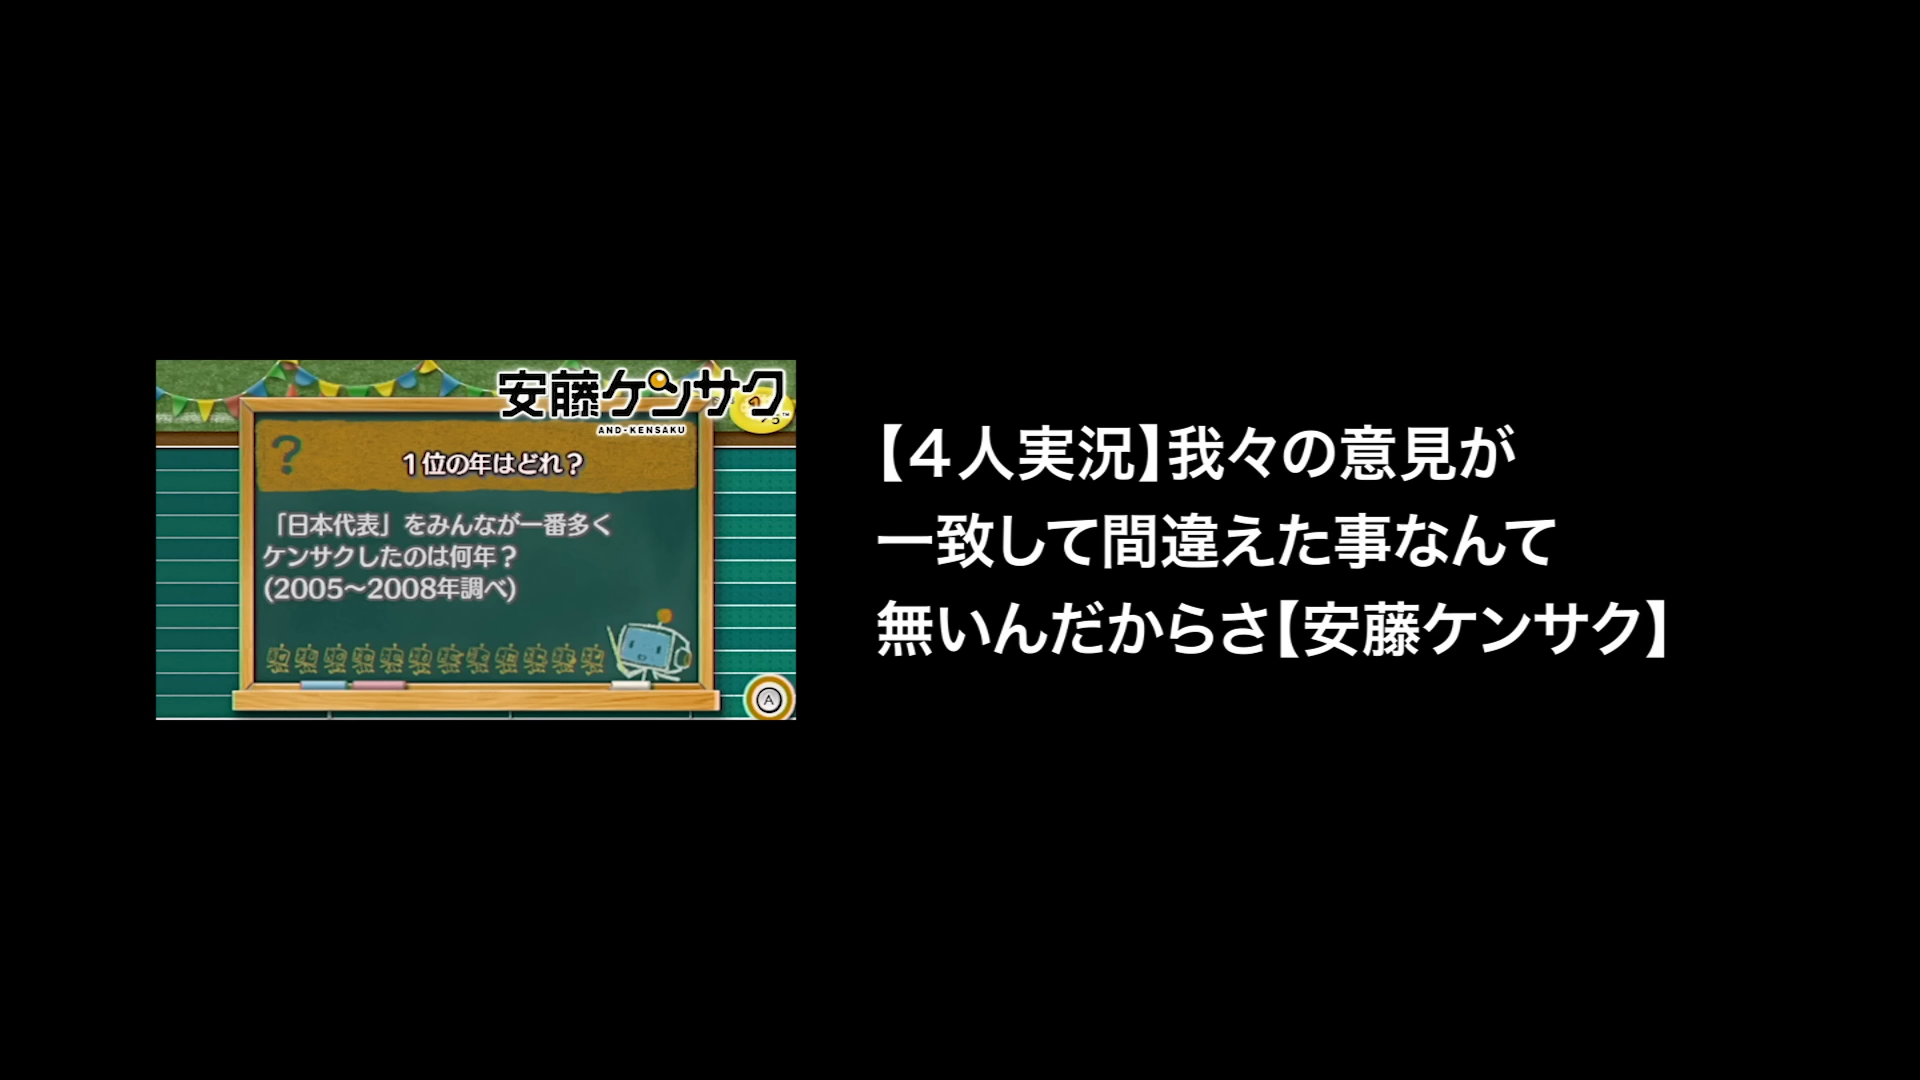 安藤ケンサク
AND-KENSAKU
?
1位の年はどれ?
「日本代表」をみんなが一番多く
ケンサクしたのは何年?
(2005～2008年調べ)
A
【4人実況】我々の意見が
一致して間違えた事なんて
無いんだからさ【安藤ケンサク】